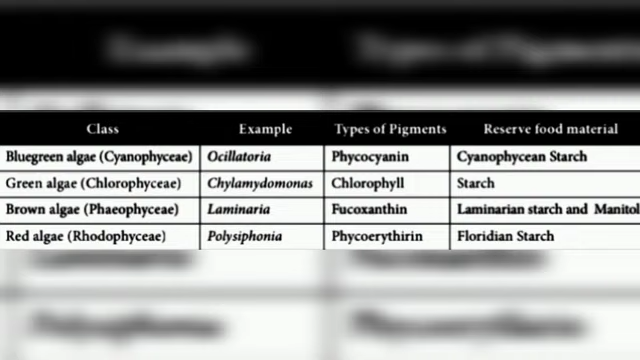 Class Example Types of Pigments Reserve food material
Bluegreen algae (Cyanophyceae) Ocillatoria Phycocyanin Cyanophycean Starch
Green algae (Chlorophyceae) Chylamydomonas Chlorophyll Starch
Brown algae (Phaeophyceae) Laminaria Fucoxanthin Laminarian starch and Manitol
Red algae (Rhodophyceae) Polysiphonia Phycoerythirin Floridian Starch